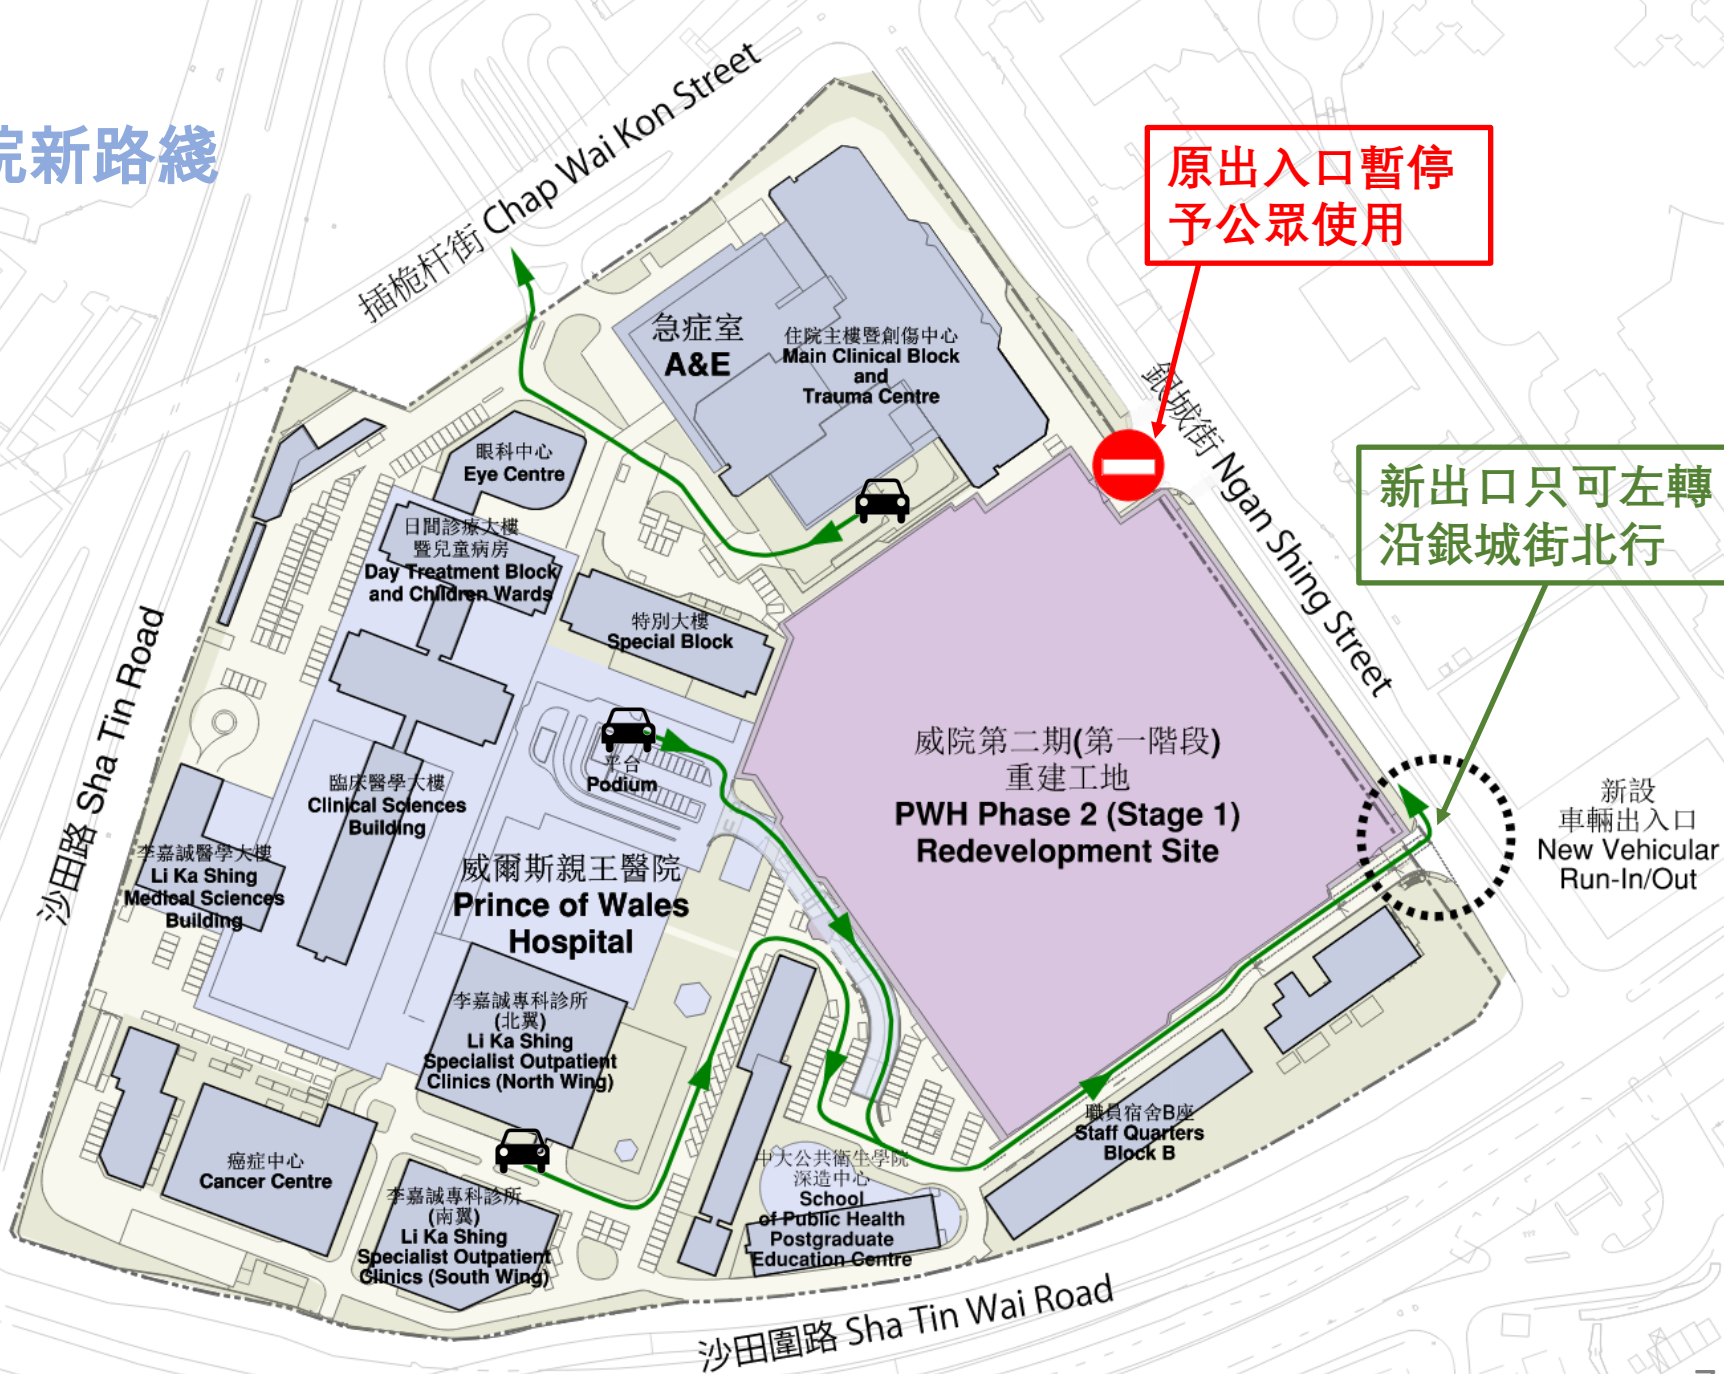 院新路綫
插桅杆街 Chap Wai Kon Street
原出入口暫停
予公眾使用
急症室
A&E
住院主樓暨創傷中心
Main Clinical Block
and
Trauma Centre
銀城街 Ngan Shing Street
新出口只可左轉
沿銀城街北行
眼科中心
Eye Centre
日間診療大樓
暨兒童病房
Day Treatment Block
and Children Wards
特別大樓
Special Block
沙田路 Sha Tin Road
平台
Podium
威院第二期(第一階段)
重建工地
PWH Phase 2 (Stage 1)
Redevelopment Site
新設
車輛出入口
New Vehicular
Run-In/Out
臨床醫學大樓
Clinical Sciences
Building
李嘉誠醫學大樓
Li Ka Shing
Medical Sciences
Building
威爾斯親王醫院
Prince of Wales
Hospital
李嘉誠專科診所
(北翼)
Li Ka Shing
Specialist Outpatient
Clinics (North Wing)
癌症中心
Cancer Centre
李嘉誠專科診所
(南翼)
Li Ka Shing
Specialist Outpatient
Clinics (South Wing)
中大公共衛生學院
深造中心
School
of Public Health
Postgraduate
Education Centre
職員宿舍B座
Staff Quarters
Block B
沙田圍路 Sha Tin Wai Road